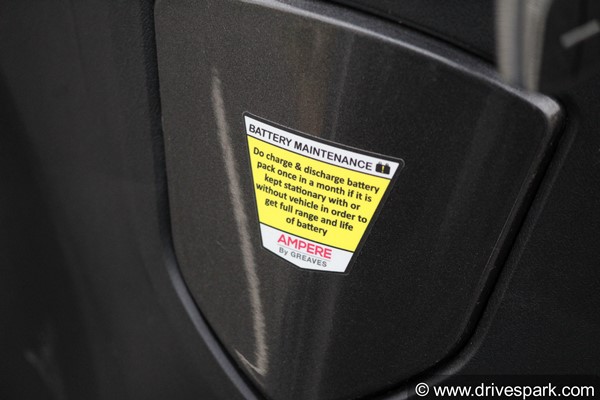 BATTERY MAINTENANCE
Do charge & discharge battery
pack once in a month if it is
kept stationary with or
without vehicle in order to
get full range and life
of battery
AMPERE
By GREAVES
© www.drivespark.com